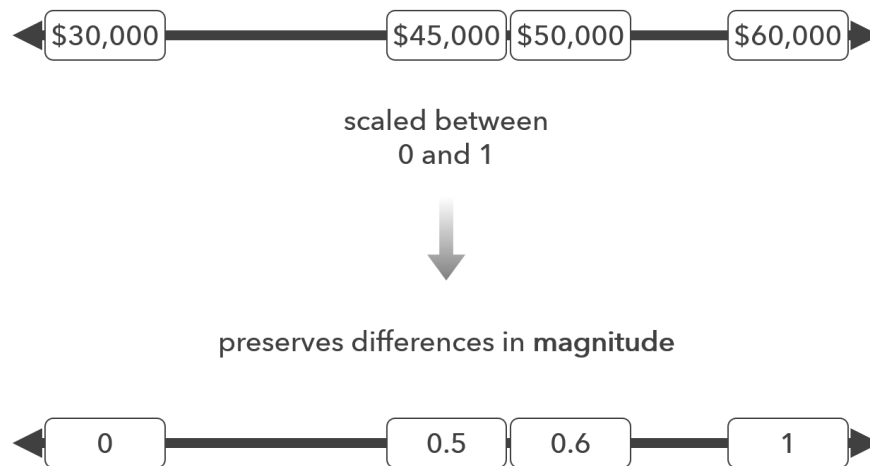 $30,000 $45,000 $50,000 $60,000
scaled between
0 and 1
preserves differences in magnitude
0 0.5 0.6 1